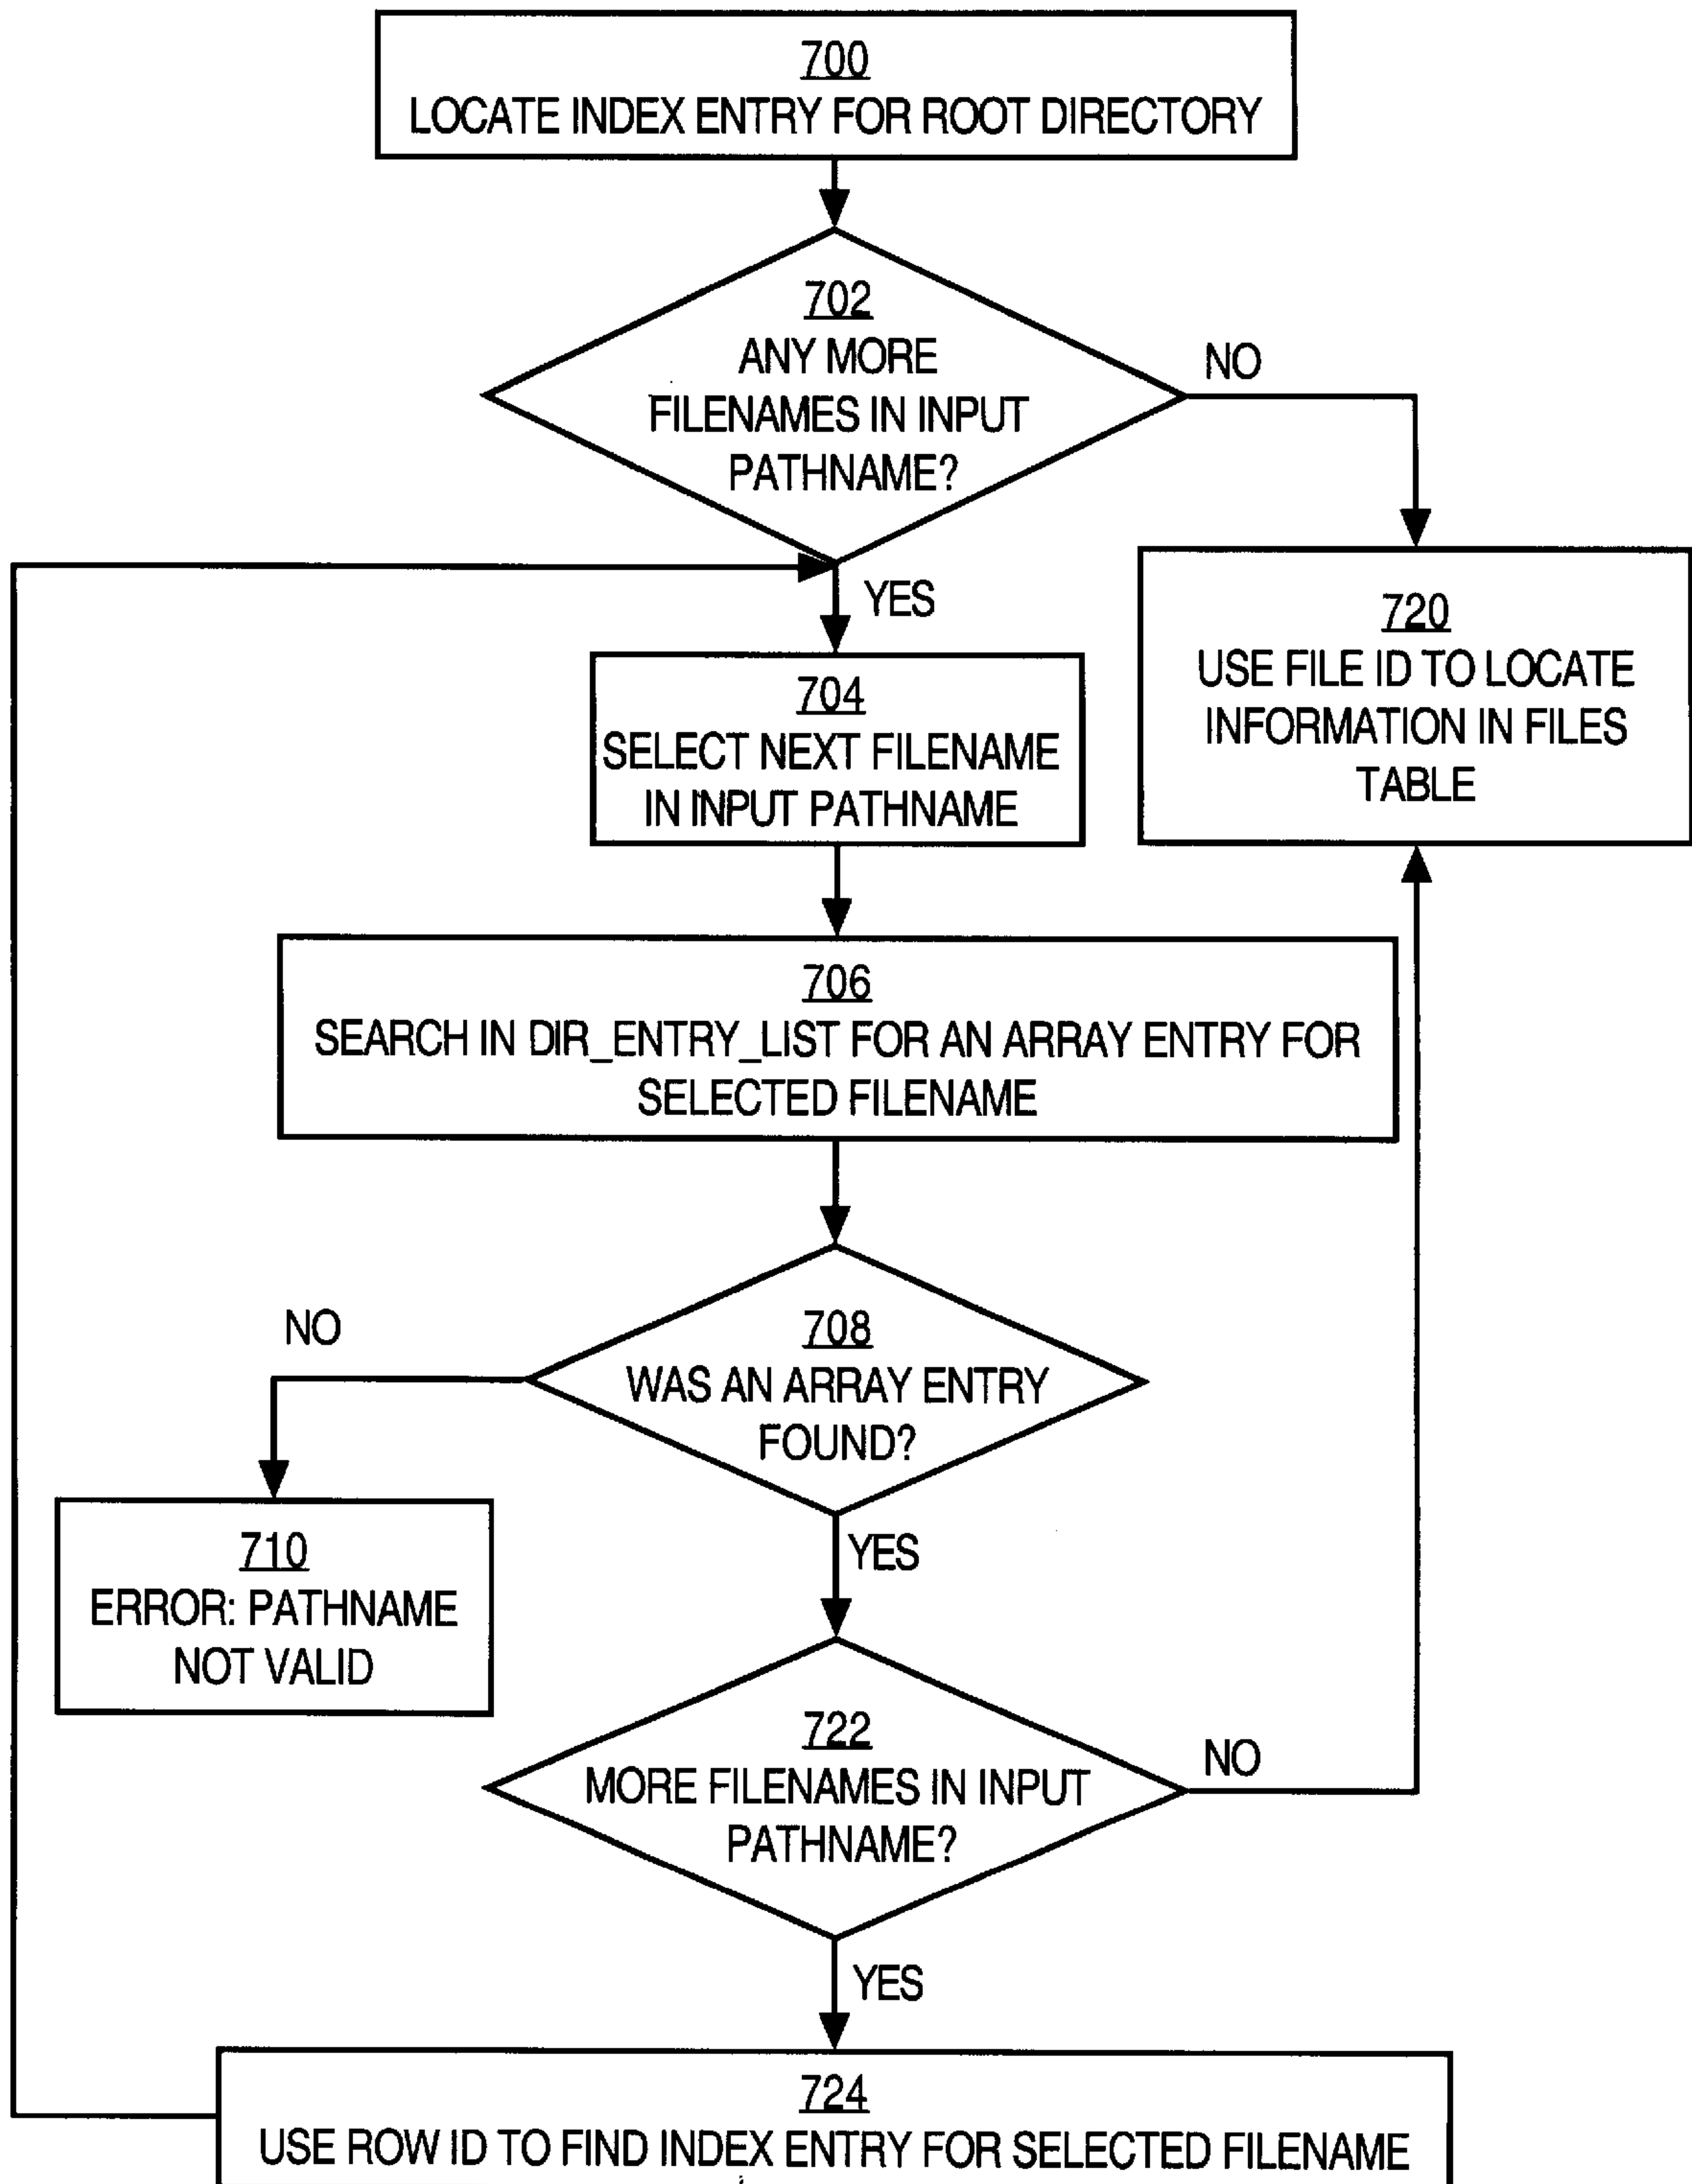 700
LOCATE INDEX ENTRY FOR ROOT DIRECTORY
702
ANY MORE
FILENAMES IN INPUT
PATHNAME?
NO
YES
720
USE FILE ID TO LOCATE
INFORMATION IN FILES
TABLE
704
SELECT NEXT FILENAME
IN INPUT PATHNAME
706
SEARCH IN DIR_ENTRY_LIST FOR AN ARRAY ENTRY FOR
SELECTED FILENAME
708
WAS AN ARRAY ENTRY
FOUND?
NO
YES
710
ERROR: PATHNAME
NOT VALID
722
MORE FILENAMES IN INPUT
PATHNAME?
NO
YES
724
USE ROW ID TO FIND INDEX ENTRY FOR SELECTED FILENAME